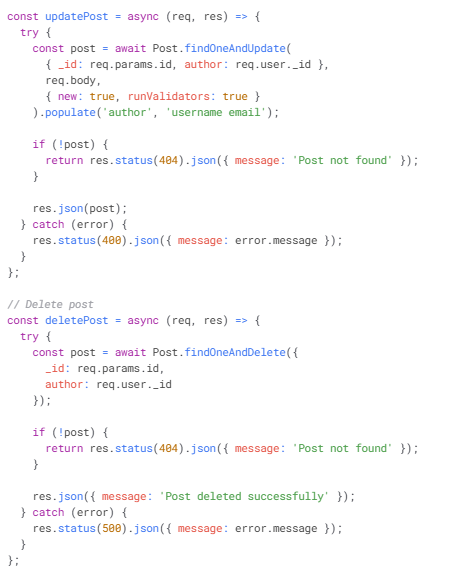 const updatePost = async (req, res) => {
  try {
    const post = await Post.findOneAndUpdate(
      { _id: req.params.id, author: req.user._id },
      req.body,
      { new: true, runValidators: true }
    ).populate('author', 'username email');

    if (!post) {
      return res.status(404).json({ message: 'Post not found' });
    }

    res.json(post);
  } catch (error) {
    res.status(400).json({ message: error.message });
  }
};

// Delete post
const deletePost = async (req, res) => {
  try {
    const post = await Post.findOneAndDelete({
      _id: req.params.id,
      author: req.user._id
    });

    if (!post) {
      return res.status(404).json({ message: 'Post not found' });
    }

    res.json({ message: 'Post deleted successfully' });
  } catch (error) {
    res.status(500).json({ message: error.message });
  }
};